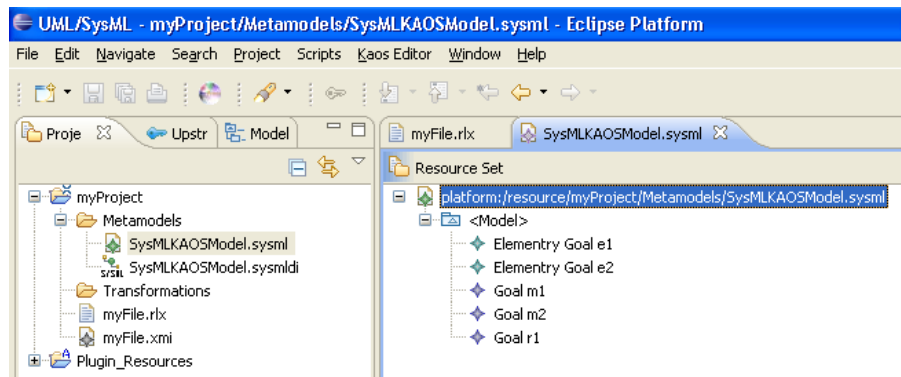 UML/SysML - myProject/Metamodels/SysMLKAOSModel.sysml - Eclipse Platform
File Edit Navigate Search Project Scripts Kaos Editor Window Help
Proje Upstr Model
myFile.rlx SysMLKAOSModel.sysml
Resource Set
myProject
Metamodels
SysMLKAOSModel.sysml
SysMLKAOSModel.sysmldi
Transformations
myFile.rlx
myFile.xmi
Plugin_Resources
platform:/resource/myProject/Metamodels/SysMLKAOSModel.sysml
<Model>
Elementry Goal e1
Elementry Goal e2
Goal m1
Goal m2
Goal r1